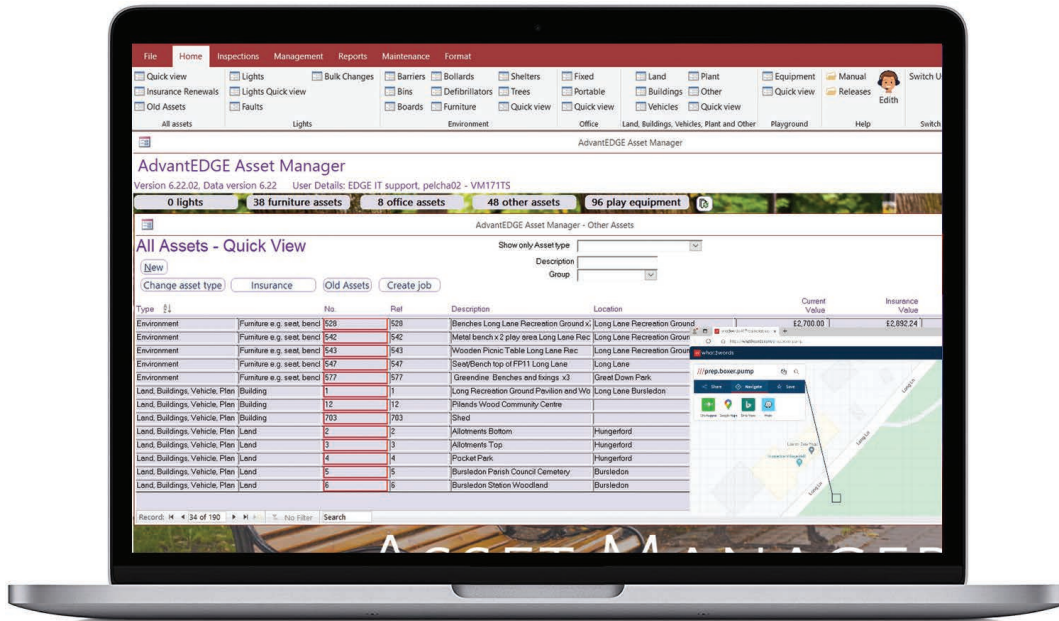 File Home Inspections Management Reports Maintenance Format
Quick view Lights Bulk Changes Barriers Bollards Shelters Fixed Land Plant Equipment Manual Switch U
Insurance Renewals Lights Quick view Bins Defibrillators Trees Portable Buildings Other Quick view Releases
Old Assets Faults Boards Furniture Quick view Quick view Vehicles Quick view Edith
All assets Lights Environment Office Land, Buildings, Vehicles, Plant and Other Playground Help Switch
AdvantEDGE Asset Manager
AdvantEDGE Asset Manager
Version 6.22.02, Data version 6.22 User Details: EDGE IT support, pelcha02 - VM171TS
0 lights 38 furniture assets 8 office assets 48 other assets 96 play equipment
AdvantEDGE Asset Manager - Other Assets
All Assets - Quick View
Show only Asset type
Description
New
Group
Change asset type Insurance Old Assets Create job
Type No. Ref Description Location Current Value Insurance Value
Environment Furniture e.g. seat, bencl 528 528 Benches Long Lane Recreation Ground x Long Lane Recreation Ground £2,700.00 £2,892.24
Environment Furniture e.g. seat, bencl 542 542 Metal bench x 2 play area Long Lane Rec Long Lane Recreation Groun
Environment Furniture e.g. seat, bencl 543 543 Wooden Picnic Table Long Lane Rec Long Lane Recreation Groun
Environment Furniture e.g. seat, bencl 547 547 Seat/Bench top of FP11 Long Lane Long Lane
Environment Furniture e.g. seat, bencl 577 577 Greendine Benches and fixings x3 Great Down Park
Land, Buildings, Vehicle, Plan Building 1 1 Long Recreation Ground Pavilion and Wo Long Lane Bursledon
Land, Buildings, Vehicle, Plan Building 12 12 Pilands Wood Community Centre
Land, Buildings, Vehicle, Plan Building 703 703 Shed
Land, Buildings, Vehicle, Plan Land 2 2 Allotments Bottom Hungerford
Land, Buildings, Vehicle, Plan Land 3 3 Allotments Top Hungerford
Land, Buildings, Vehicle, Plan Land 4 4 Pocket Park Hungerford
Land, Buildings, Vehicle, Plan Land 5 5 Bursledon Parish Council Cemetery Bursledon
Land, Buildings, Vehicle, Plan Land 6 6 Bursledon Station Woodland Bursledon
what3words
///prep.boxer.pump
Share Navigate Save
Long Ln
Long Ln
Long Ln
Record: 34 of 190 No Filter Search
ASSET MANAGER